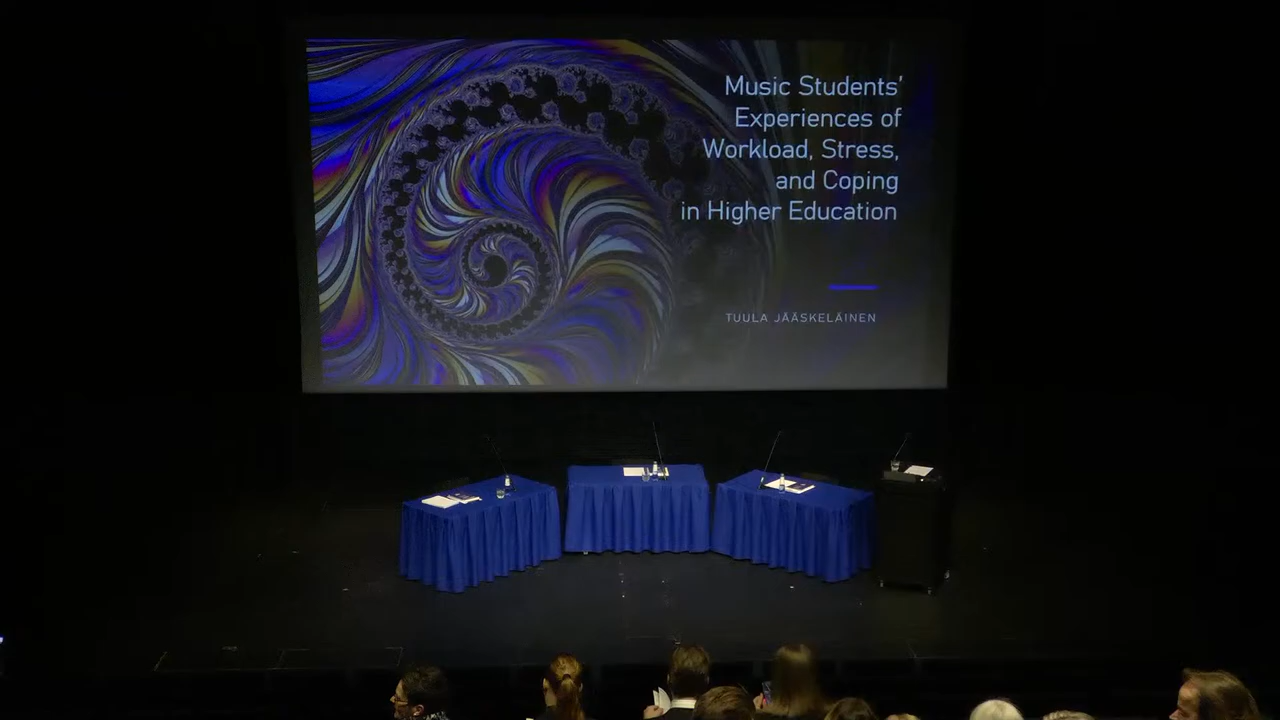 Music Students’
Experiences of
Workload, Stress,
and Coping
in Higher Education
TUULA JÄÄSKELÄINEN